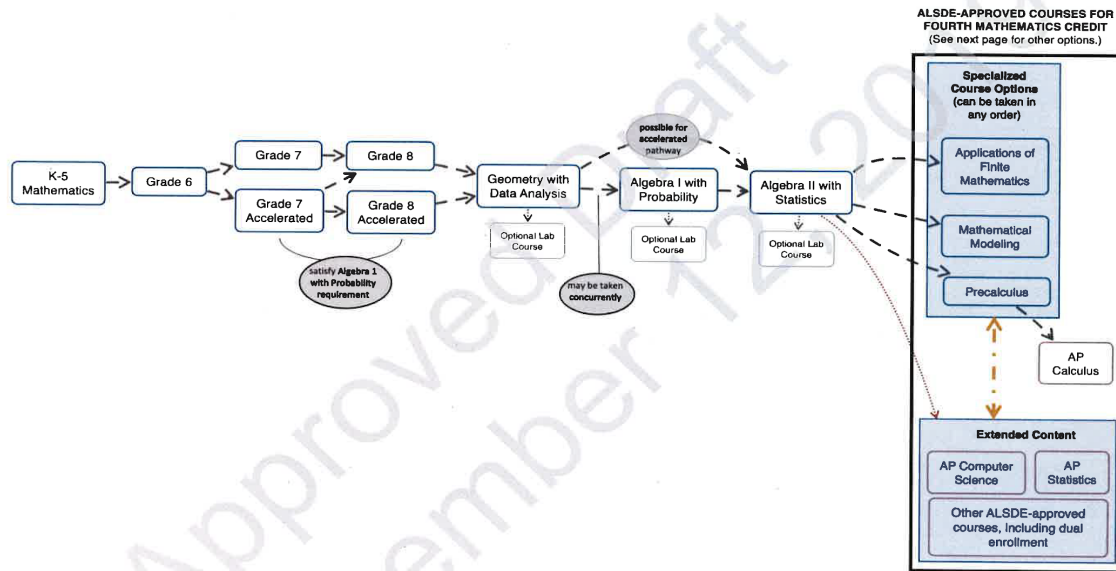 ALSDE-APPROVED COURSES FOR
FOURTH MATHEMATICS CREDIT
(See next page for other options.)
K-5
Mathematics
Grade 6
Grade 7
Grade 8
Grade 7
Accelerated
Grade 8
Accelerated
satisfy Algebra 1
with Probability
requirement
Geometry with
Data Analysis
Optional Lab
Course
possible for
accelerated
pathway
may be taken
concurrently
Algebra I with
Probability
Optional Lab
Course
Algebra II with
Statistics
Optional Lab
Course
Specialized
Course Options
(can be taken in
any order)
Applications of
Finite
Mathematics
Mathematical
Modeling
Precalculus
AP
Calculus
Extended Content
AP Computer
Science
AP
Statistics
Other ALSDE-approved
courses, including dual
enrollment
Approved Draft